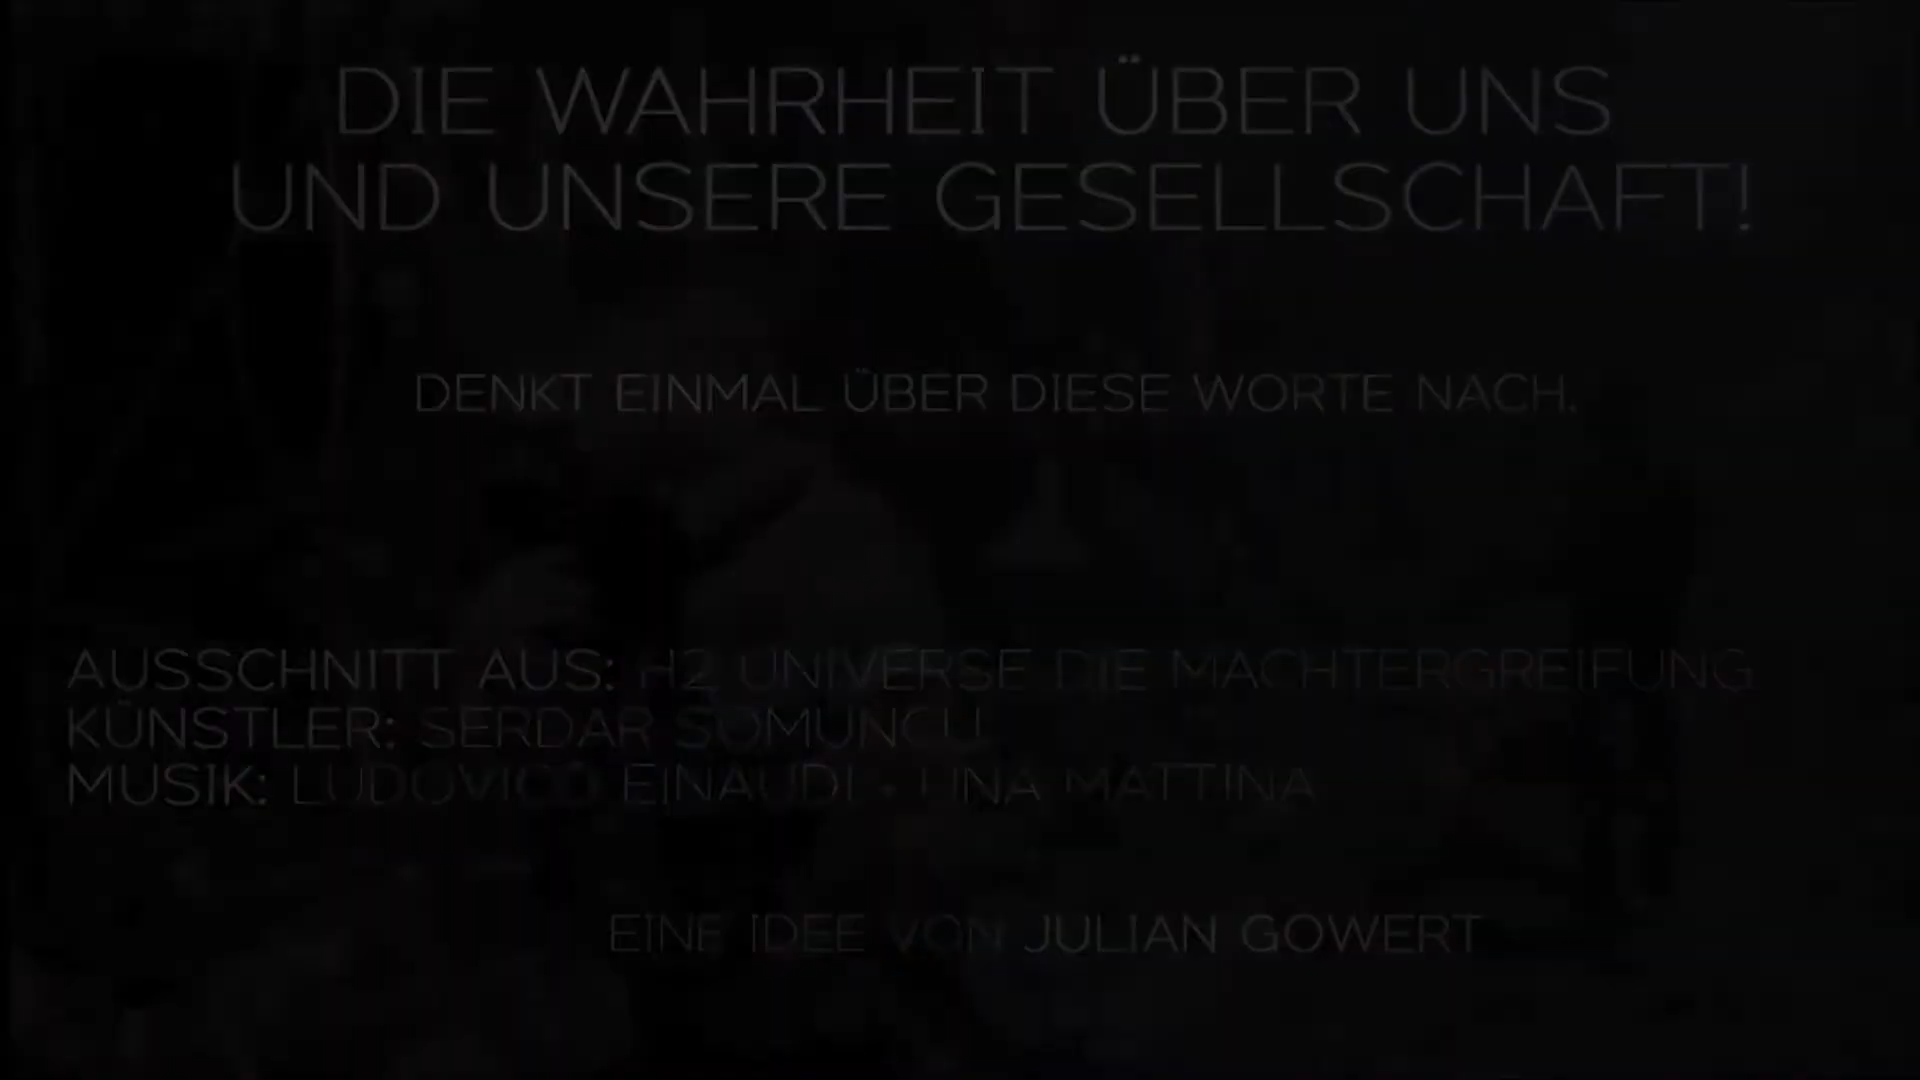 DIE WAHRHEIT ÜBER UNS
UND UNSERE GESELLSCHAFT!
DENKT EINMAL ÜBER DIESE WORTE NACH.
AUSSCHNITT AUS: H2 UNIVERSE DIE MACHTERGREIFUNG
KÜNSTLER: SERDAR SOMUNCU
MUSIK: LUDOVICO EINAUDI - UNA MATTINA
EINE IDEE VON JULIAN GOWERT